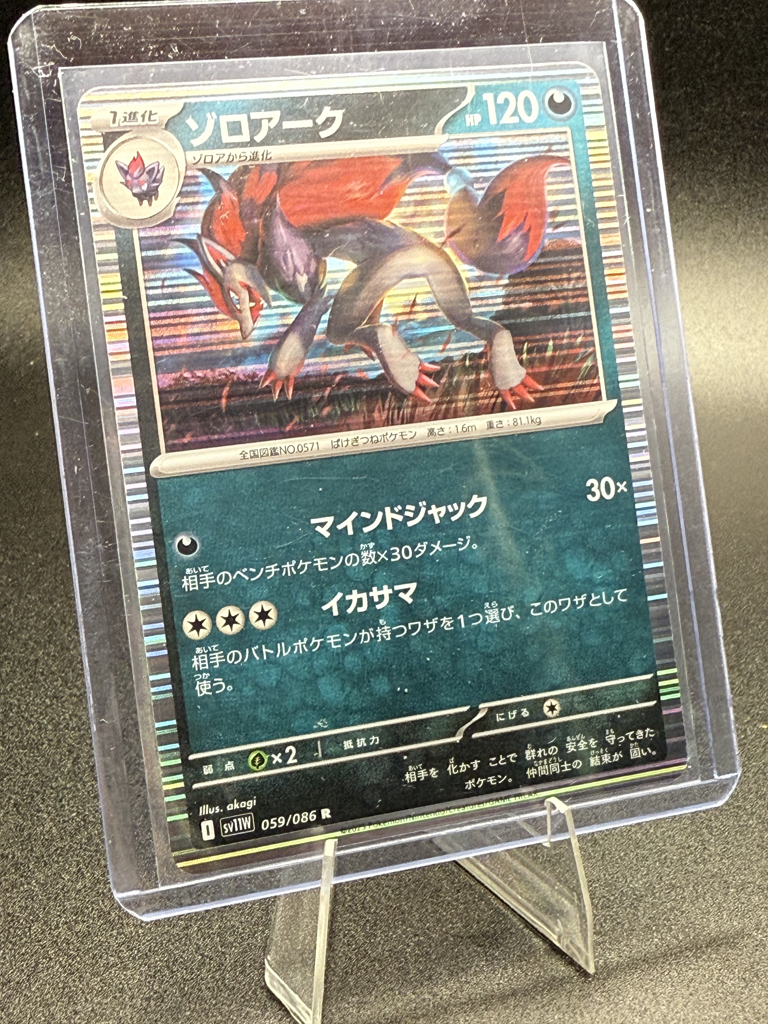 1進化
ゾロアーク
HP 120
ゾロアから進化
全国図鑑NO.0571 ばけぎつねポケモン 高さ:1.6m 重さ:81.1kg
マインドジャック 30×
相手のベンチポケモンの数×30ダメージ。
イカサマ
相手のバトルポケモンが持つワザを1つ選び、このワザとして
使う。
弱点 ×2 抵抗力 にげる
相手を 化かす ことで 群れの 安全を 守ってきた
ポケモン。 仲間同士の 結束が 固い。
Illus. akagi
I sv11W 059/086 R